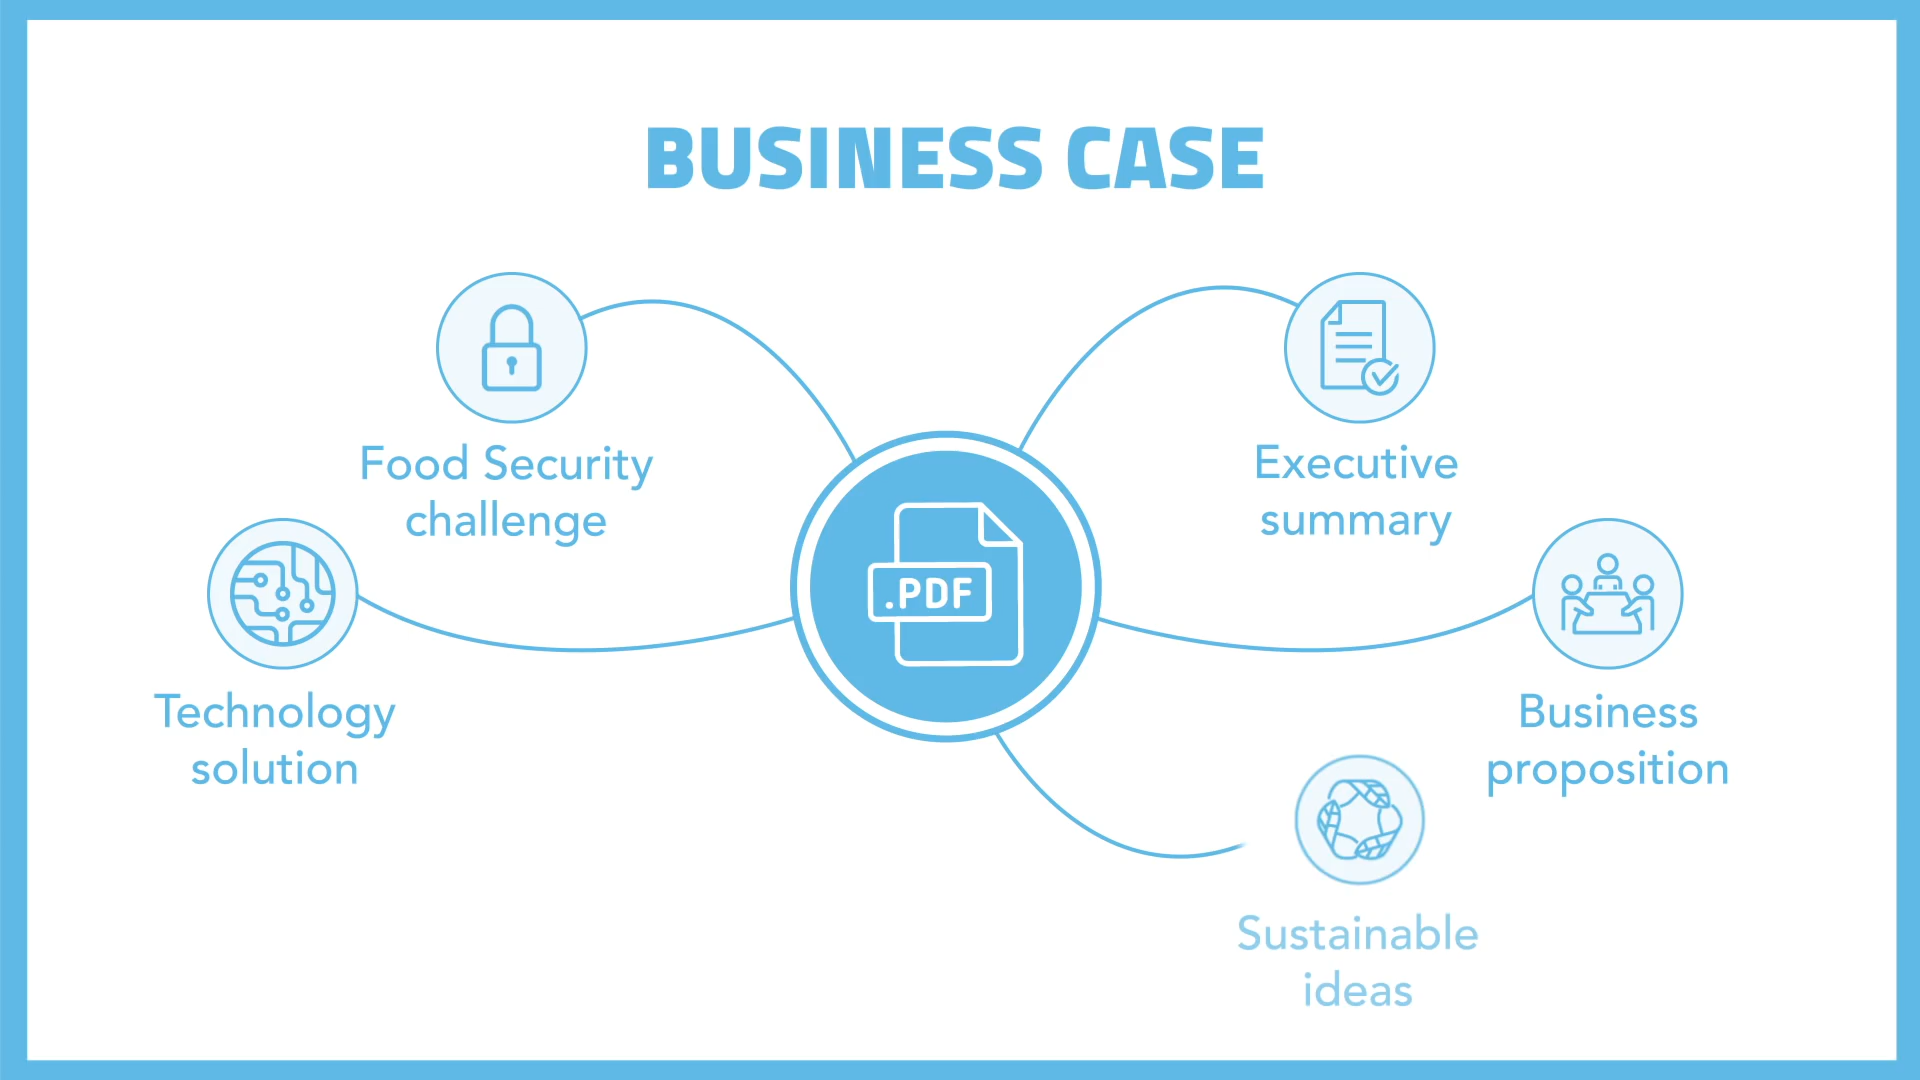 BUSINESS CASE
Food Security
challenge
Executive
summary
.PDF
Technology
solution
Business
proposition
Sustainable
ideas